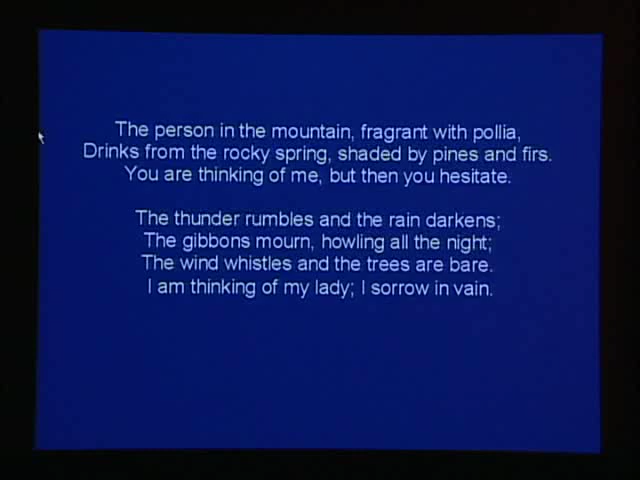 The person in the mountain, fragrant with pollia,
Drinks from the rocky spring, shaded by pines and firs.
You are thinking of me, but then you hesitate.
The thunder rumbles and the rain darkens;
The gibbons mourn, howling all the night;
The wind whistles and the trees are bare.
I am thinking of my lady; I sorrow in vain.